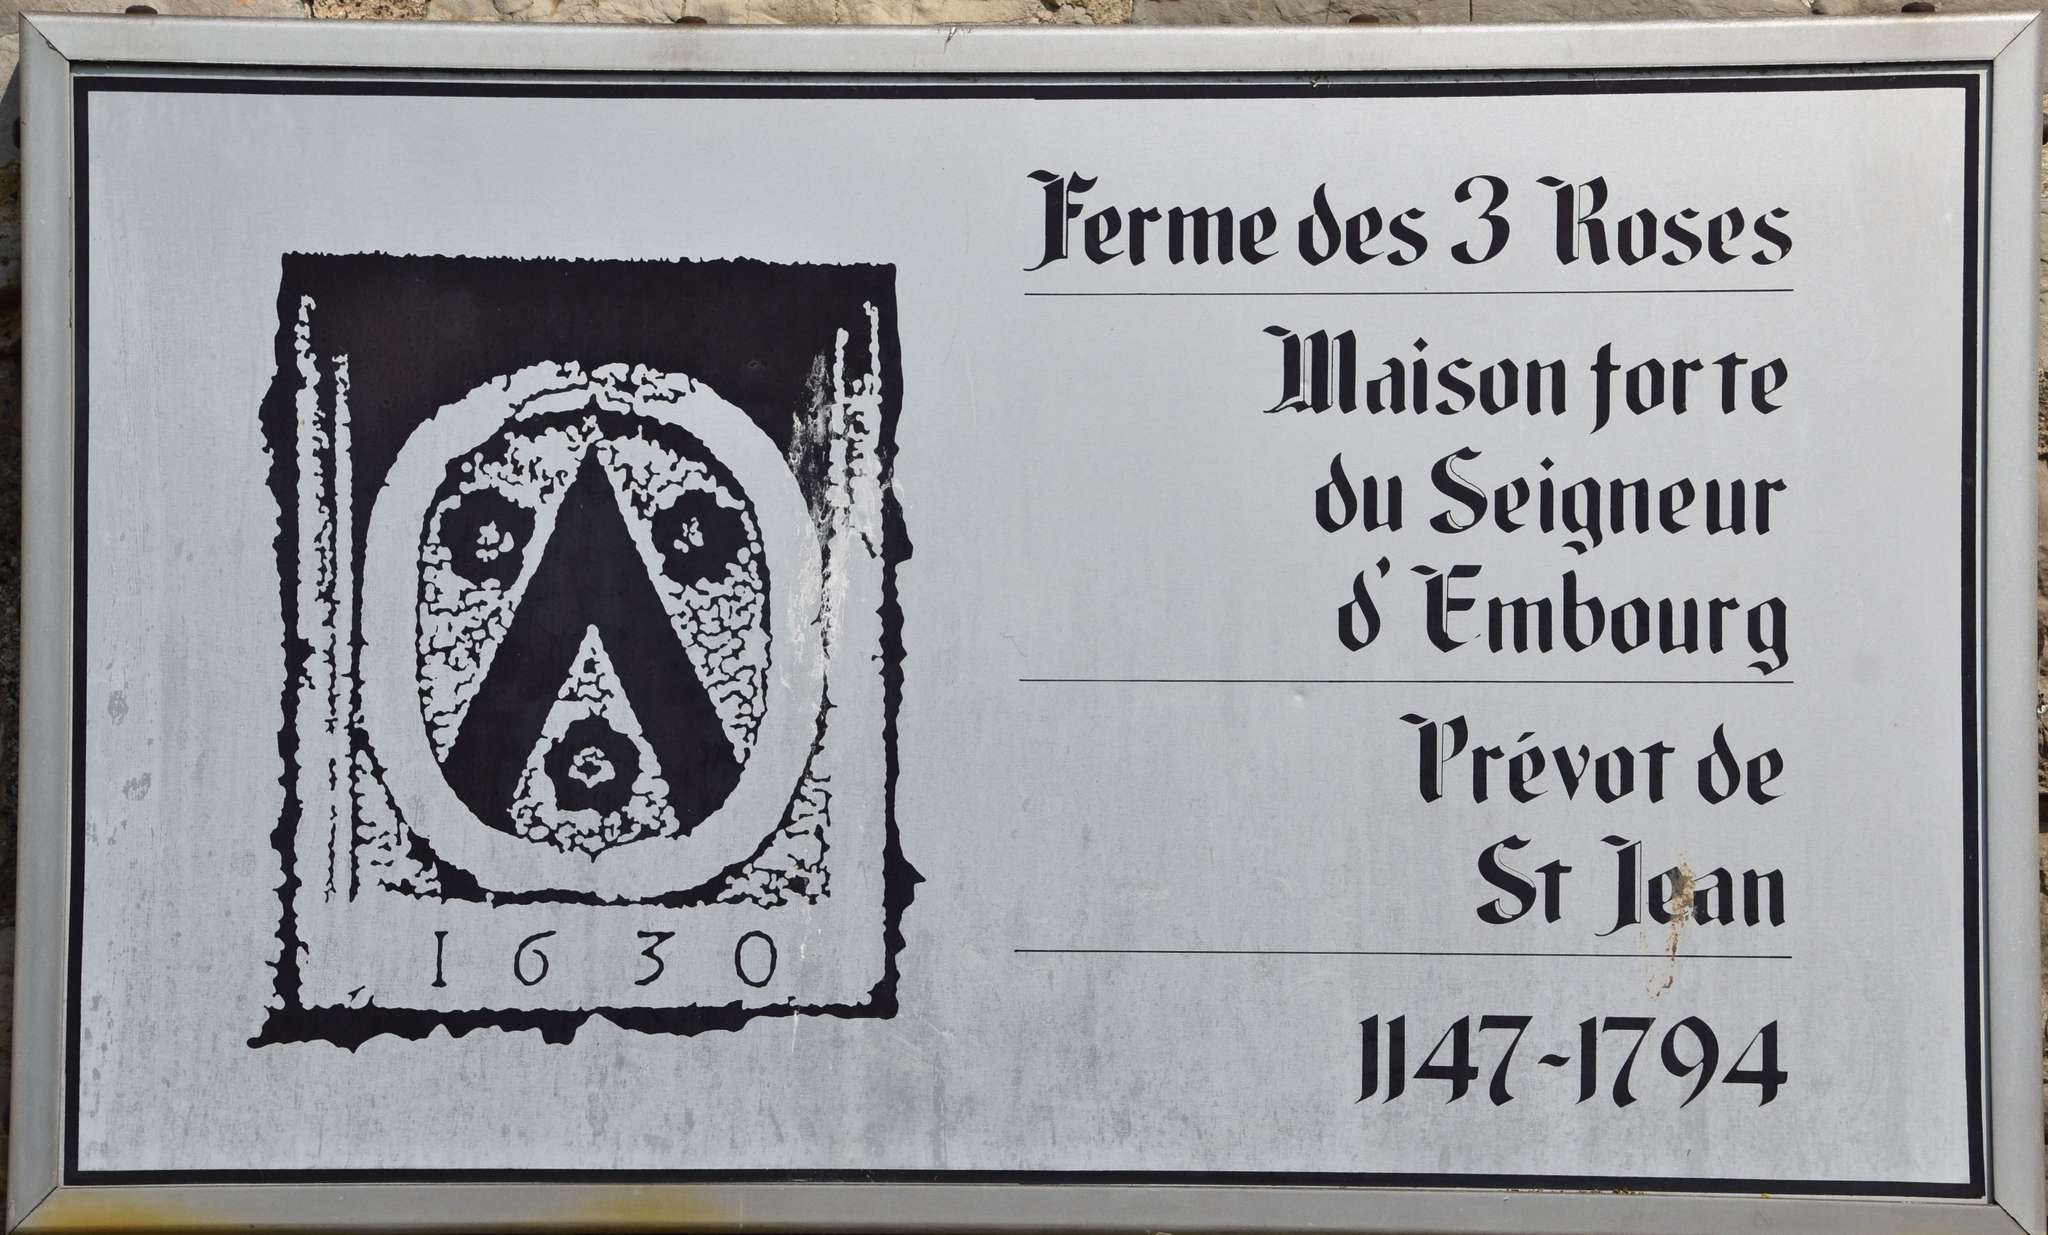 Ferme des 3 Roses
Maison forte
du Seigneur
d'Embourg
Prévot de
St Jean
1147-1794
1630